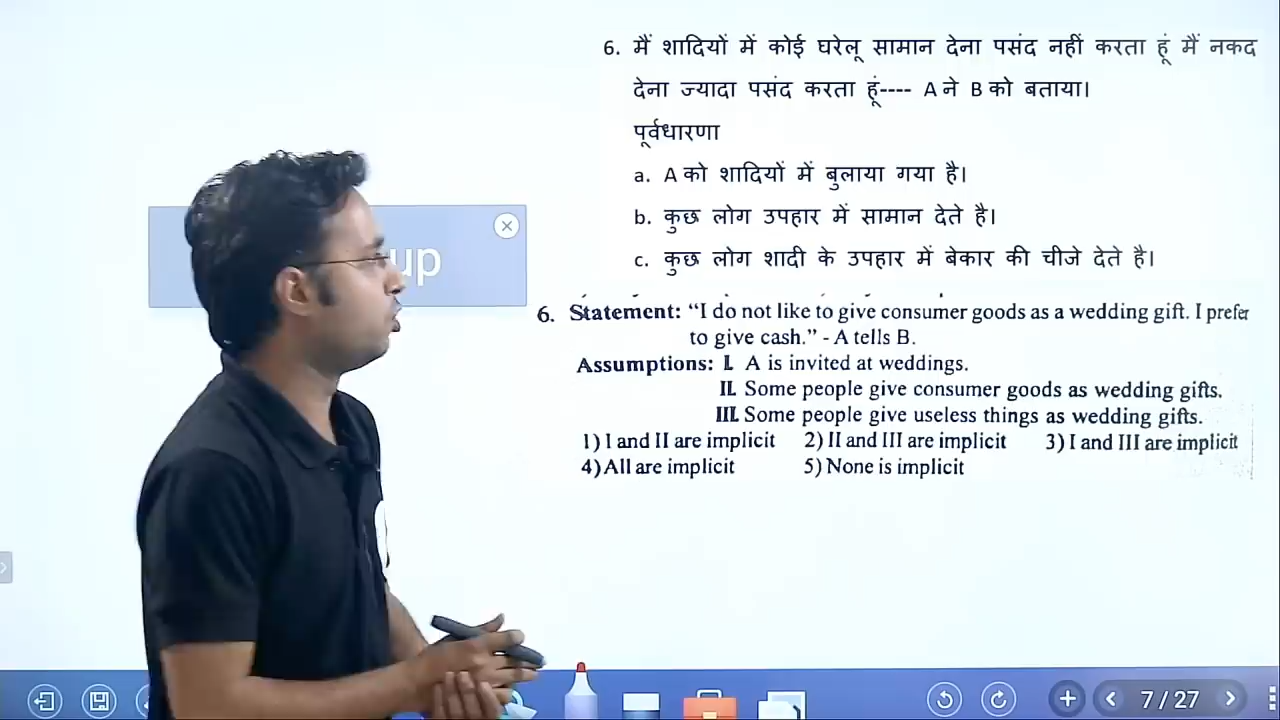 6. मैं शादियों में कोई घरेलू सामान देना पसंद नहीं करता हूं मैं नकद
देना ज्यादा पसंद करता हूं---- A ने B को बताया।
पूर्वधारणा
a. A को शादियों में बुलाया गया है।
b. कुछ लोग उपहार में सामान देते है।
c. कुछ लोग शादी के उपहार में बेकार की चीजे देते है।
up
6. Statement: “I do not like to give consumer goods as a wedding gift. I prefer
to give cash.” - A tells B.
Assumptions: I. A is invited at weddings.
II. Some people give consumer goods as wedding gifts.
III. Some people give useless things as wedding gifts.
1) I and II are implicit 2) II and III are implicit 3) I and III are implicit
4) All are implicit 5) None is implicit
7 / 27